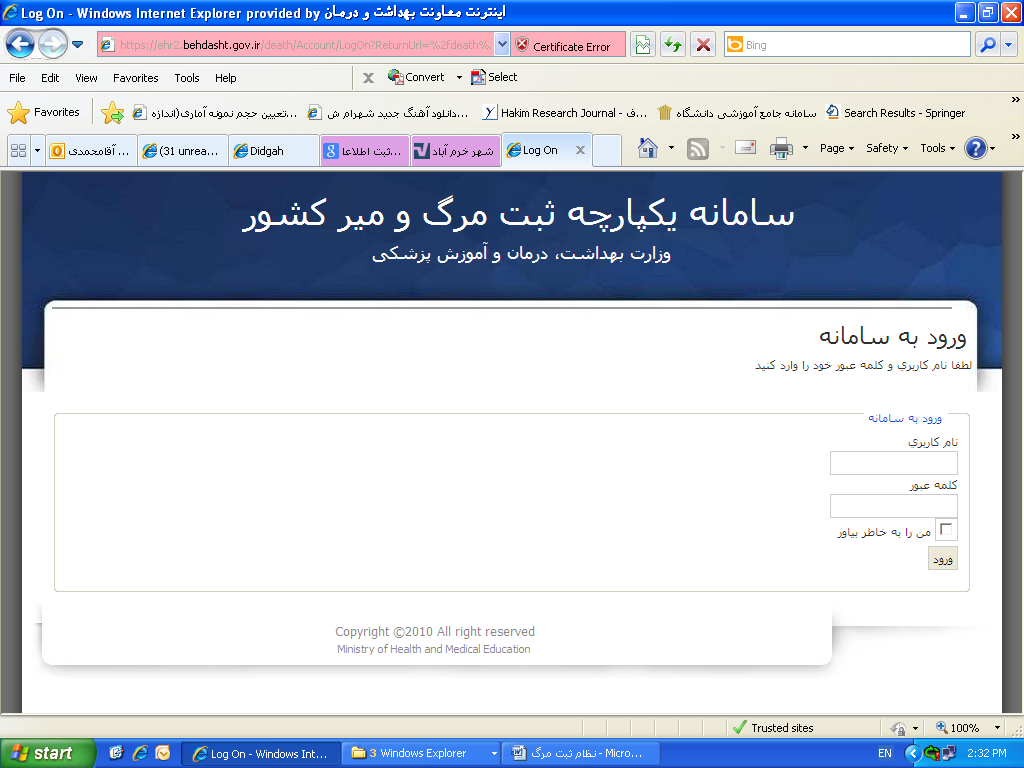 Log On - Windows Internet Explorer provided by اینترنت معاونت بهداشت و درمان
https://ehr2.behdasht.gov.ir/death/Account/LogOn?ReturnUrl=%2fdeath%2
Certificate Error
Bing
File Edit View Favorites Tools Help
Convert Select
Favorites
...تعیین حجم نمونه آماری(اندازه
...دانلود آهنگ جدید شهرام ش
Hakim Research Journal - ف...
سامانه جامع آموزشی دانشگاه
Search Results - Springer
... آقامحمدی
(31 unrea...
Didgah
...ثبت اطلاعا
شهر خرم آباد
Log On
Page Safety Tools
سامانه یکپارچه ثبت مرگ و میر کشور
وزارت بهداشت، درمان و آموزش پزشکی
ورود به سامانه
لطفا نام کاربري و کلمه عبور خود را وارد کنید
ورود به سامانه
نام کاربري
کلمه عبور
من را به خاطر بیاور
ورود
Copyright ©2010 All right reserved
Ministry of Health and Medical Education
Trusted sites
100%
start
Log On - Windows Int...
3 Windows Explorer
نظام ثبت مرگ - Micro...
EN
2:32 PM